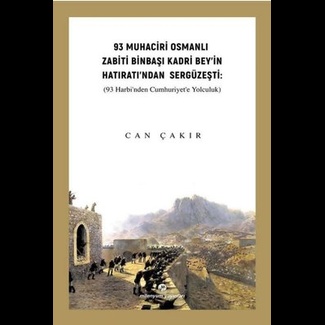 93 MUHACİRİ OSMANLI
ZABİTİ BİNBAŞI KADRİ BEY'İN
HATIRATI'NDAN SERGÜZEŞTİ:
(93 Harbi'nden Cumhuriyet'e Yolculuk)
CAN ÇAKIR